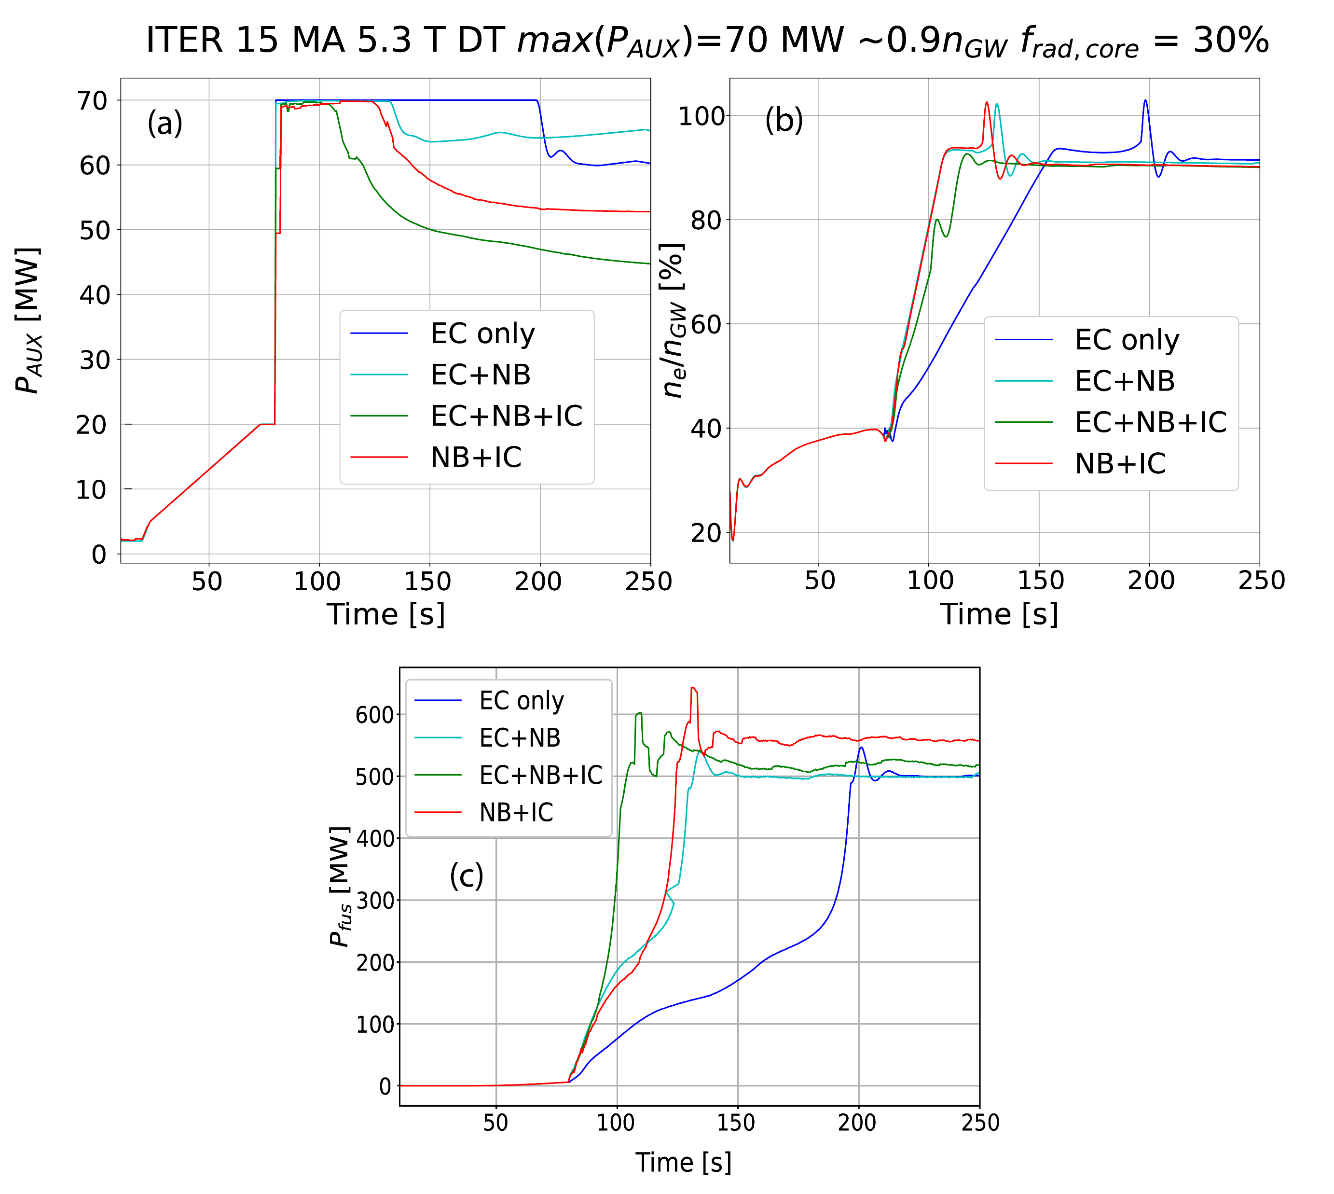 ITER 15 MA 5.3 T DT max(P_AUX)=70 MW ~0.9n_GW f_rad,core = 30%
(a)
P_AUX [MW]
70
60
50
40
30
20
10
0
EC only
EC+NB
EC+NB+IC
NB+IC
50 100 150 200 250
Time [s]
(b)
n_e/n_GW [%]
100
80
60
40
20
EC only
EC+NB
EC+NB+IC
NB+IC
50 100 150 200 250
Time [s]
EC only
EC+NB
EC+NB+IC
NB+IC
(c)
P_fus [MW]
600
500
400
300
200
100
0
50 100 150 200 250
Time [s]